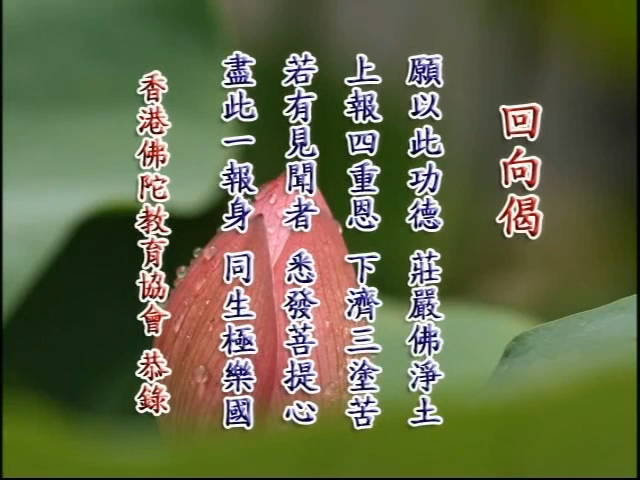 回向偈
願以此功德 莊嚴佛淨土
上報四重恩 下濟三塗苦
若有見聞者 悉發菩提心
盡此一報身 同生極樂國
香港佛陀教育協會 恭錄